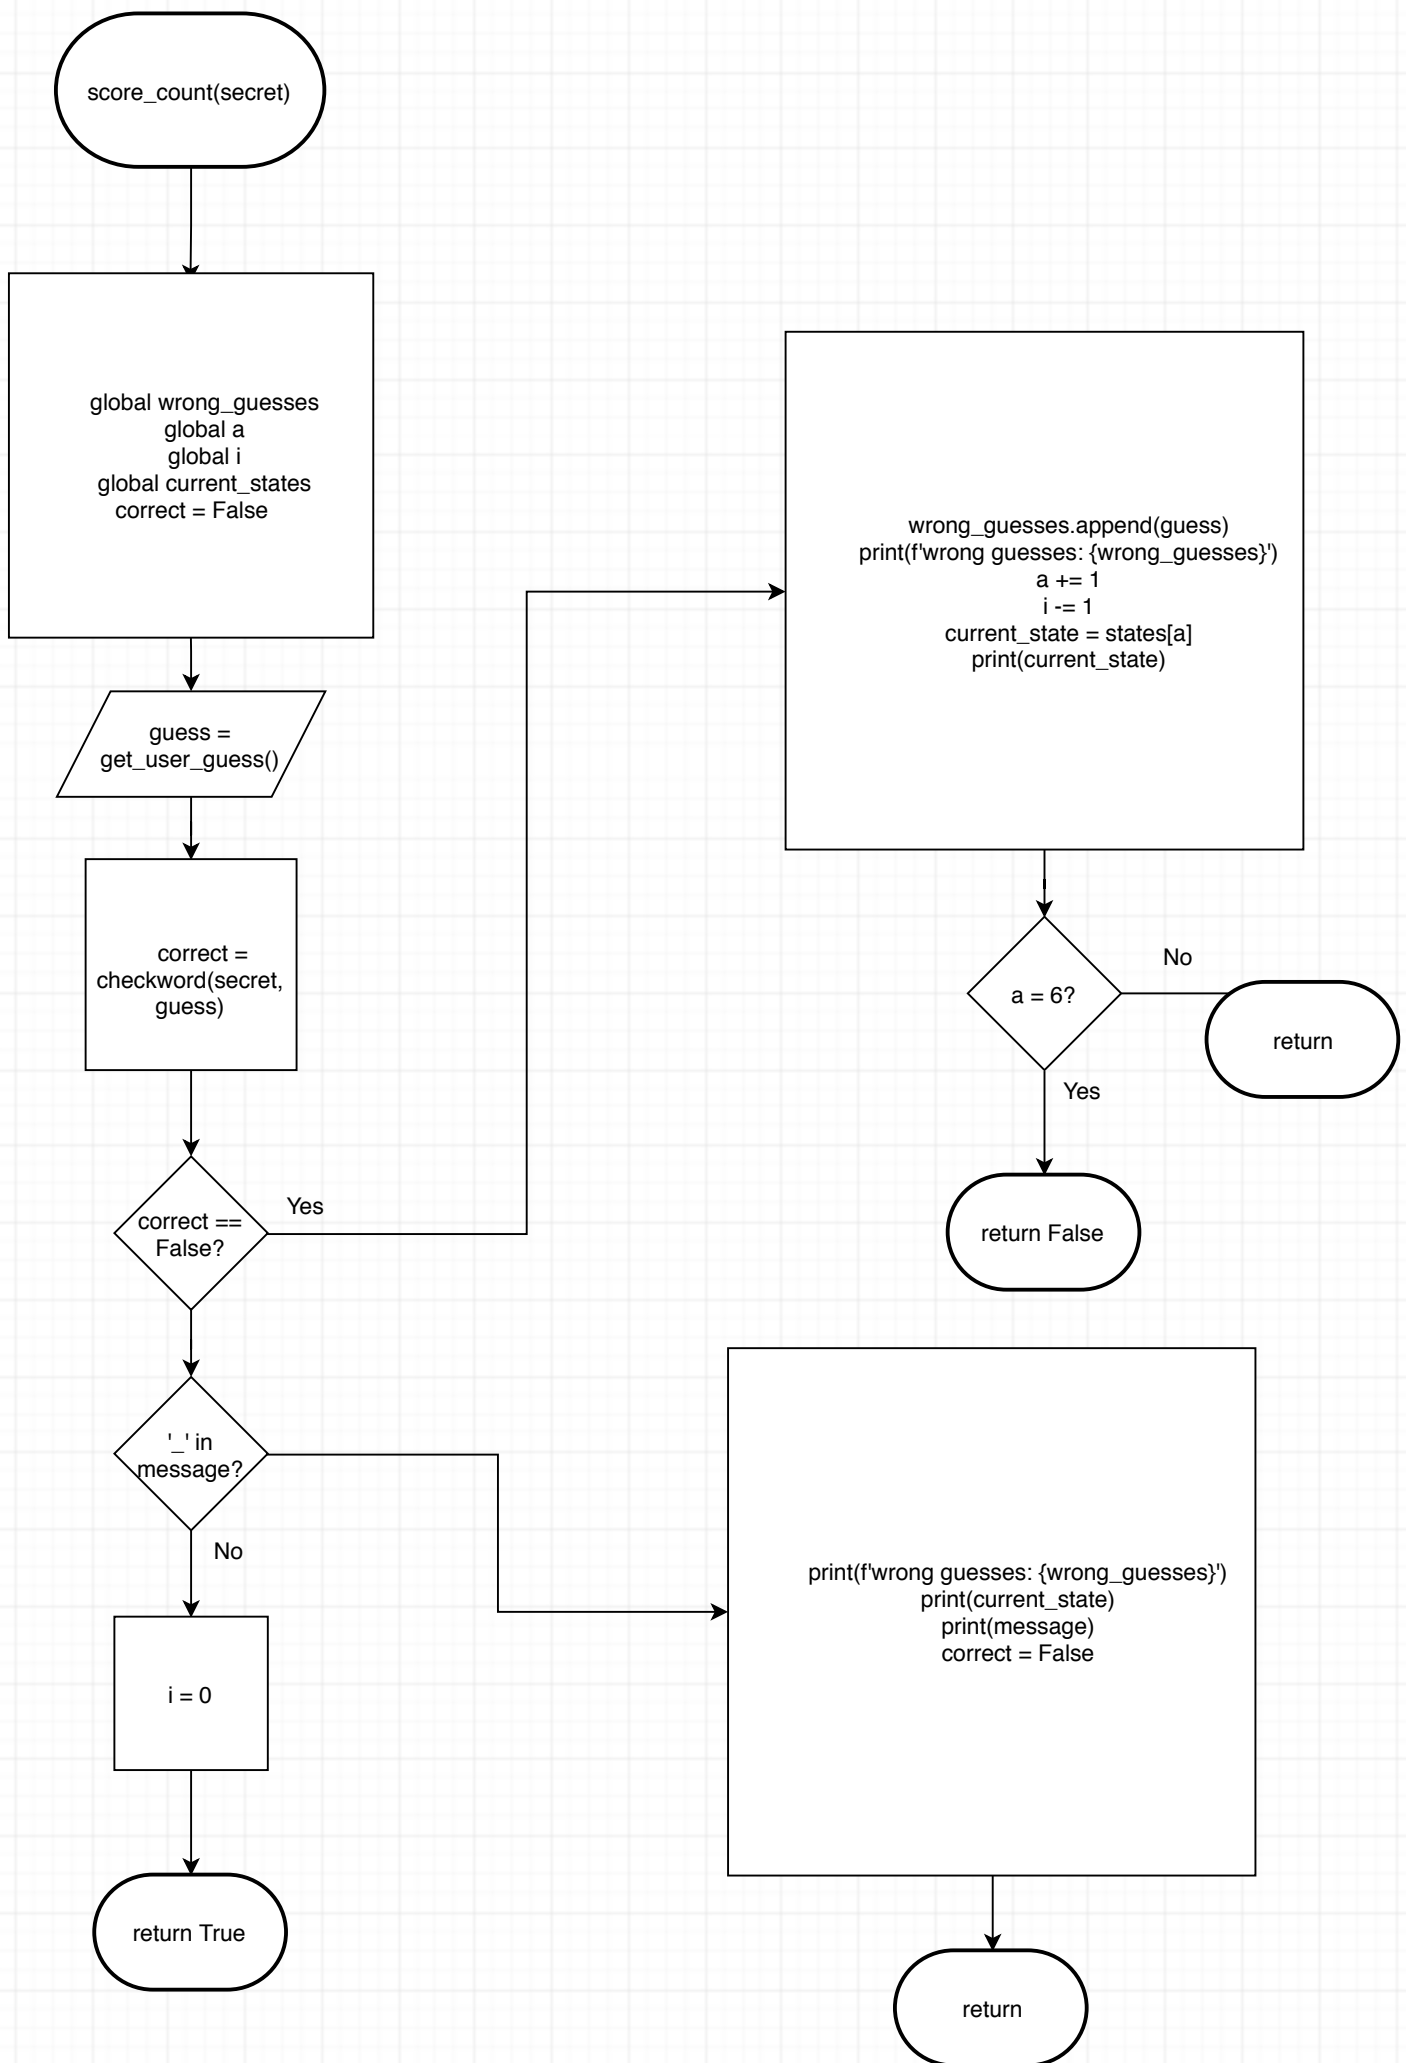 score_count(secret)
global wrong_guesses
global a
global i
global current_states
correct = False
guess =
get_user_guess()
correct =
checkword(secret,
guess)
correct ==
False?
Yes
wrong_guesses.append(guess)
print(f'wrong guesses: {wrong_guesses}')
a += 1
i -= 1
current_state = states[a]
print(current_state)
a = 6?
No
return
Yes
return False
'_' in
message?
No
i = 0
return True
print(f'wrong guesses: {wrong_guesses}')
print(current_state)
print(message)
correct = False
return